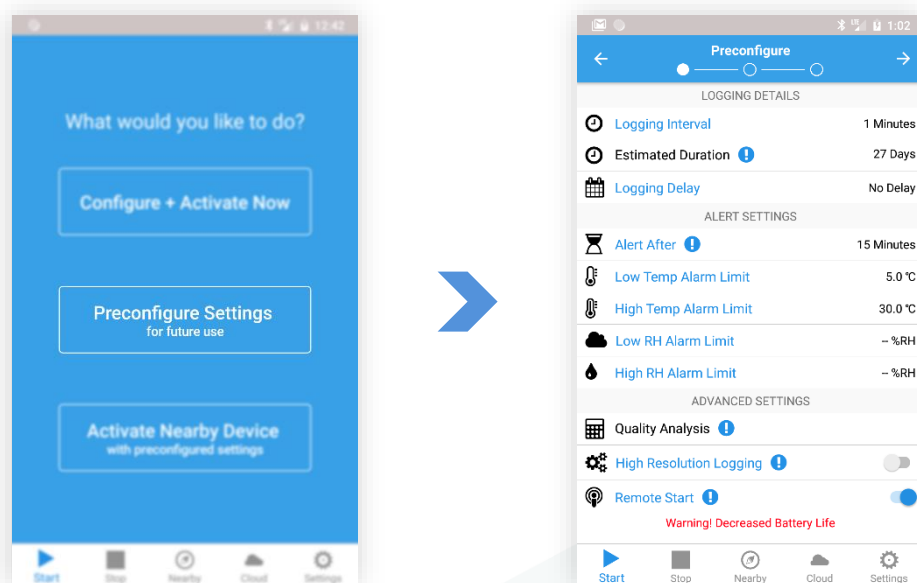 12:42
What would you like to do?
Configure + Activate Now
Preconfigure Settings
for future use
Activate Nearby Device
with preconfigured settings
Start Stop Nearby Cloud Settings
LTE 1:02
Preconfigure
LOGGING DETAILS
Logging Interval 1 Minutes
Estimated Duration 27 Days
Logging Delay No Delay
ALERT SETTINGS
Alert After 15 Minutes
Low Temp Alarm Limit 5.0 °C
High Temp Alarm Limit 30.0 °C
Low RH Alarm Limit -- %RH
High RH Alarm Limit -- %RH
ADVANCED SETTINGS
Quality Analysis
High Resolution Logging
Remote Start
Warning! Decreased Battery Life
Start Stop Nearby Cloud Settings